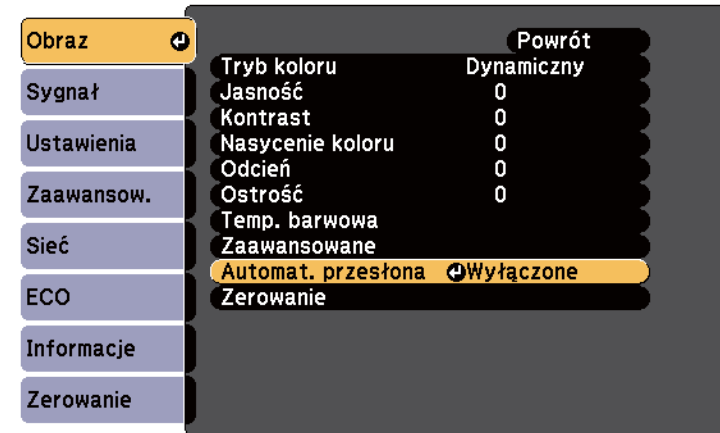 Obraz
Sygnał
Ustawienia
Zaawansow.
Sieć
ECO
Informacje
Zerowanie
Powrót
Tryb koloru Dynamiczny
Jasność 0
Kontrast 0
Nasycenie koloru 0
Odcień 0
Ostrość 0
Temp. barwowa
Zaawansowane
Automat. przesłona Wyłączone
Zerowanie